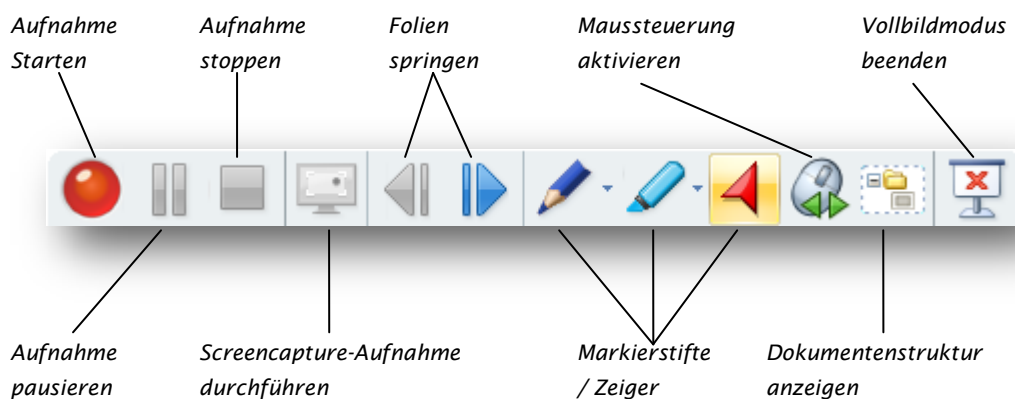 Aufnahme
Starten
Aufnahme
stoppen
Folien
springen
Maussteuerung
aktivieren
Vollbildmodus
beenden
Aufnahme
pausieren
Screencapture-Aufnahme
durchführen
Markierstifte
/ Zeiger
Dokumentenstruktur
anzeigen